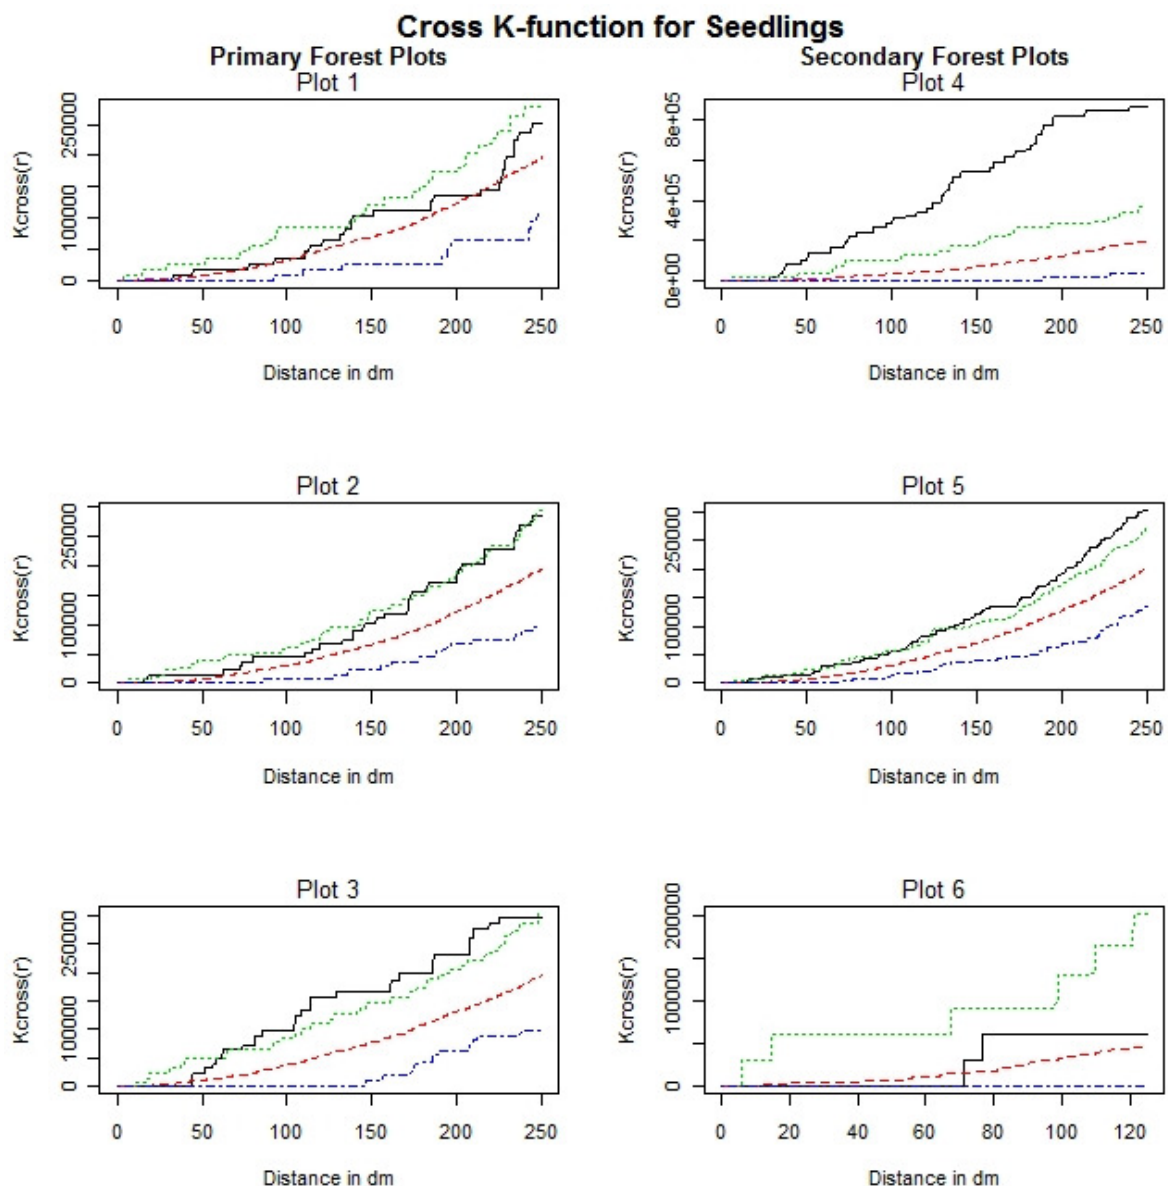 Cross K-function for Seedlings
Primary Forest Plots
Secondary Forest Plots
Plot 1
Kcross(r)
0 100000 250000
0 50 100 150 200 250
Distance in dm
Plot 4
Kcross(r)
0e+00 4e+05 8e+05
0 50 100 150 200 250
Distance in dm
Plot 2
Kcross(r)
0 100000 250000
0 50 100 150 200 250
Distance in dm
Plot 5
Kcross(r)
0 100000 250000
0 50 100 150 200 250
Distance in dm
Plot 3
Kcross(r)
0 100000 250000
0 50 100 150 200 250
Distance in dm
Plot 6
Kcross(r)
0 100000 200000
0 20 40 60 80 100 120
Distance in dm